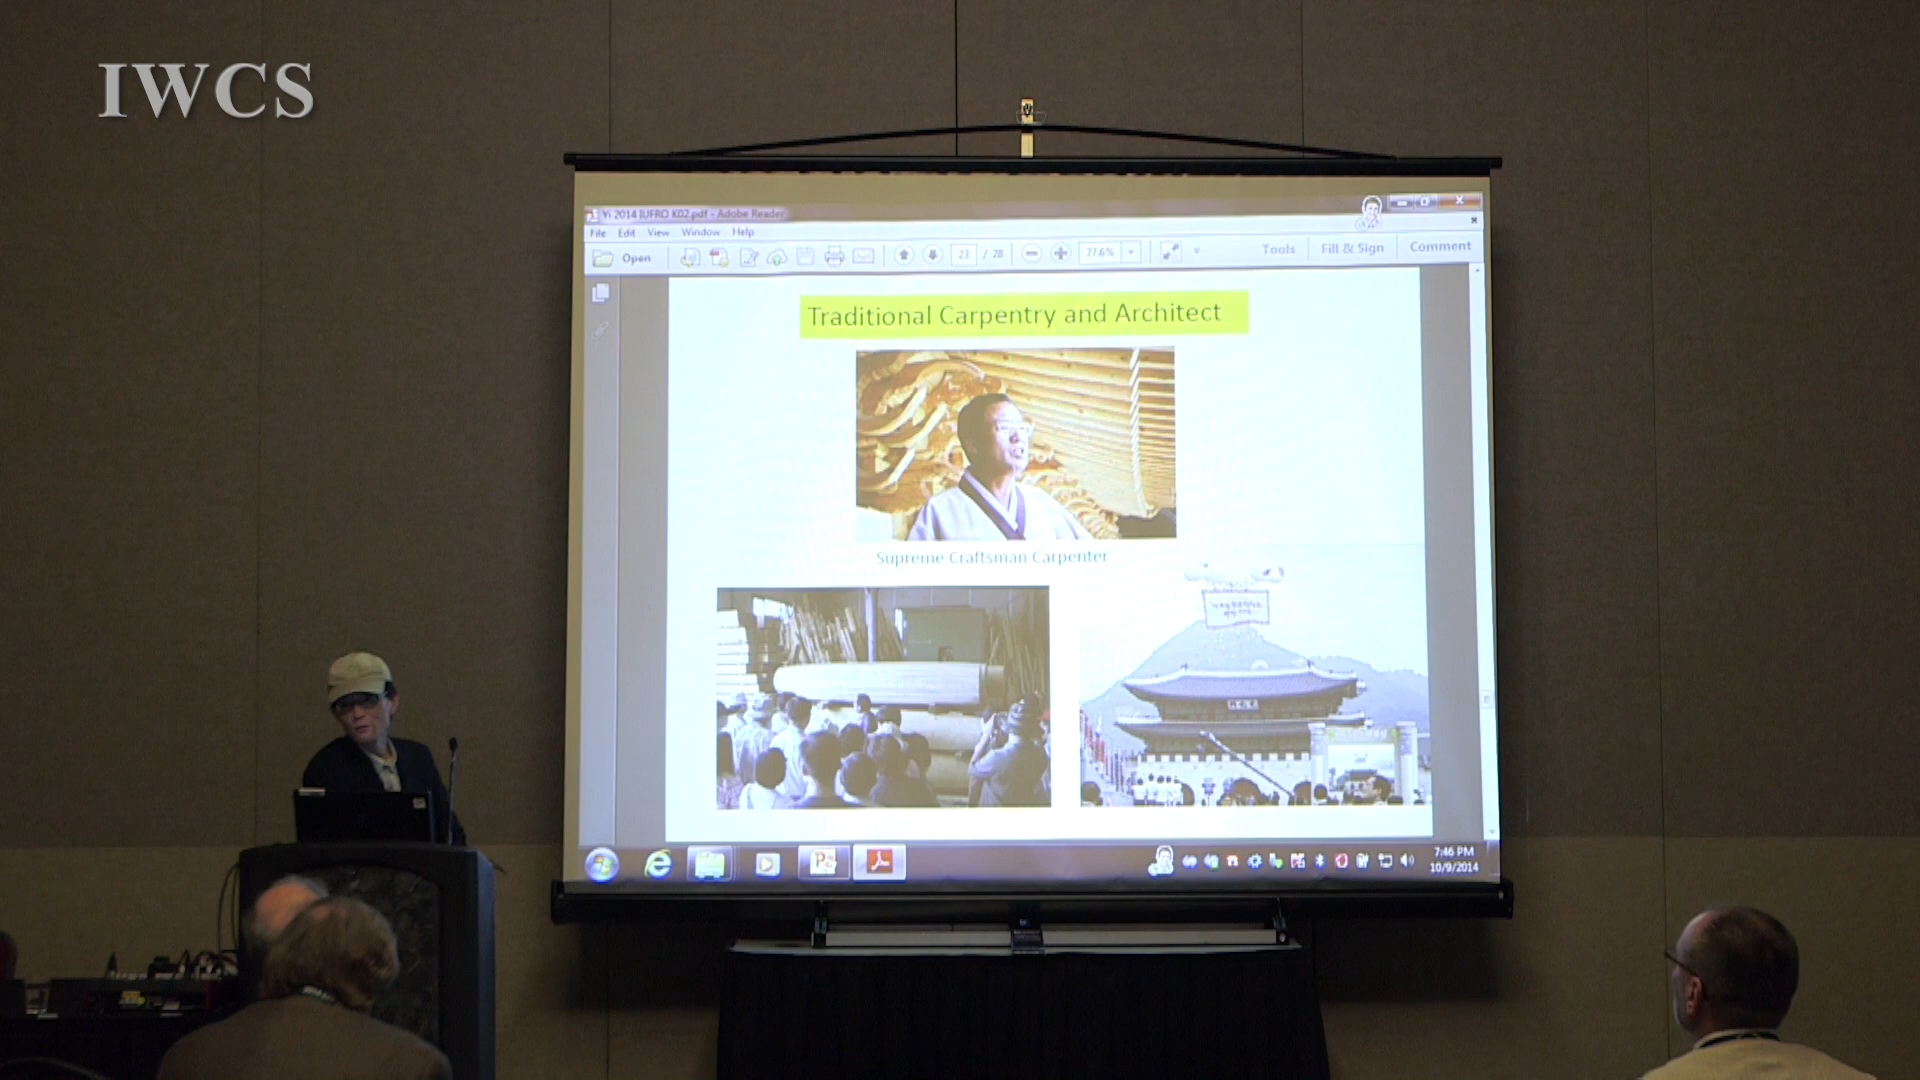 IWCS
Yi 2014 IUFRO K02.pdf - Adobe Reader
File Edit View Window Help
Open 23 / 28 77.6% Tools Fill & Sign Comment
Traditional Carpentry and Architect
Supreme Craftsman Carpenter
7:46 PM
10/9/2014